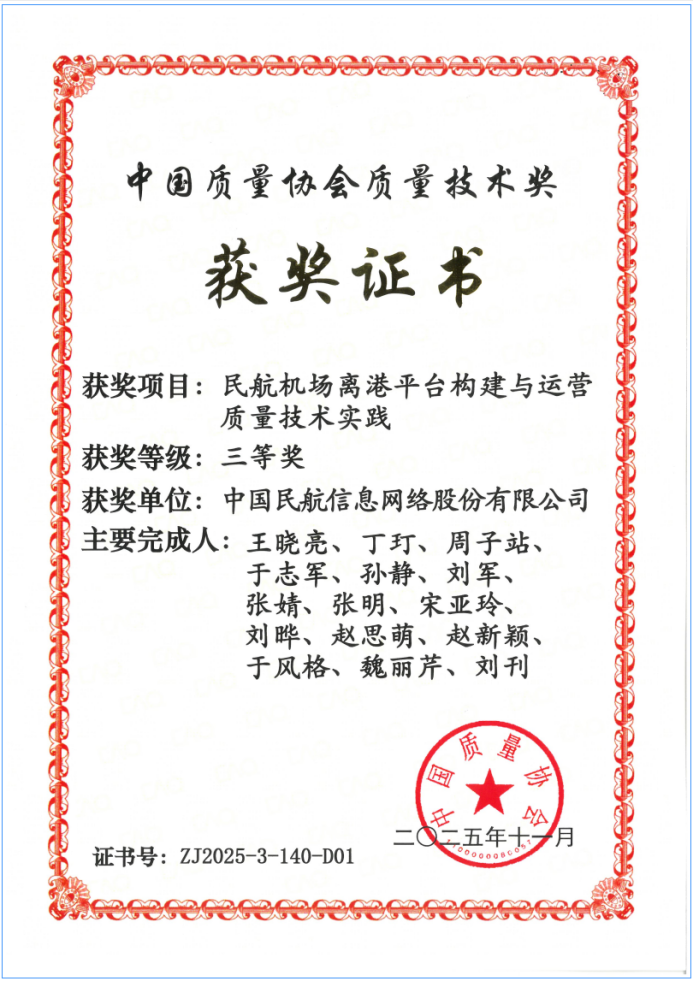 中国质量协会质量技术奖
获奖证书
获奖项目：民航机场离港平台构建与运营
质量技术实践
获奖等级：三等奖
获奖单位：中国民航信息网络股份有限公司
主要完成人：王晓亮、丁玎、周子站、
于志军、孙静、刘军、
张婧、张明、宋亚玲、
刘晔、赵思萌、赵新颖、
于风格、魏丽芹、刘刊
中国质量协会
二〇二五年十一月
证书号：ZJ2025-3-140-D01